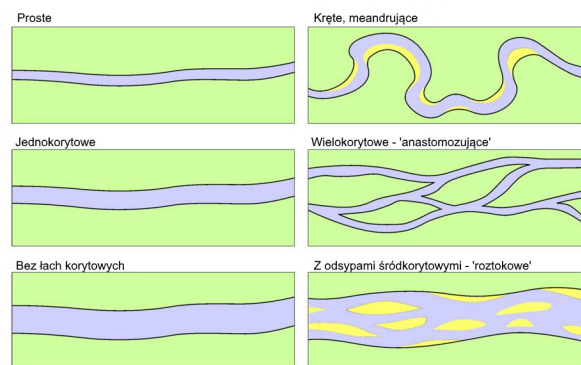 Proste
Kręte, meandrujące
Jednokorytowe
Wielokorytowe - 'anastomozujące'
Bez łach korytowych
Z odsypami śródkorytowymi - 'roztokowe'